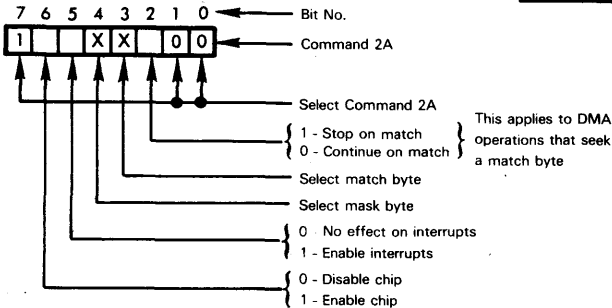 7 6 5 4 3 2 1 0 Bit No.
1 X X 0 0 Command 2A
Select Command 2A
1 - Stop on match
0 - Continue on match
This applies to DMA
operations that seek
a match byte
Select match byte
Select mask byte
0 - No effect on interrupts
1 - Enable interrupts
0 - Disable chip
1 - Enable chip